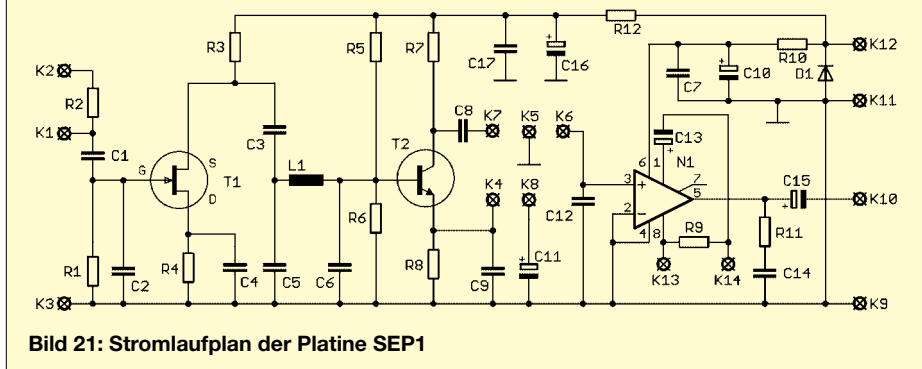 R12
K12
R3
R5
R7
R10
K2
C17
C16
C7
C10
D1
K11
R2
C8
K7
K5
K6
C13
K1
C1
C3
T2
G
S
T1
D
L1
K4
K8
6
1
N1
3
+
7
5
C15
K10
C12
2
-
4
8
R6
R9
R11
R1
C2
R4
C4
C5
C6
R8
C9
+
C11
K13
K14
C14
K3
K9
Bild 21: Stromlaufplan der Platine SEP1